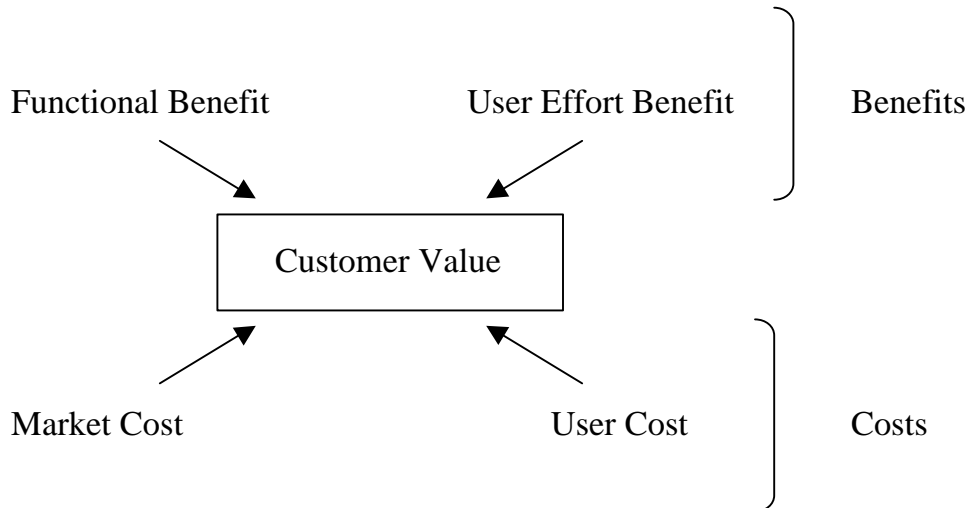 Functional Benefit User Effort Benefit Benefits
Customer Value
Market Cost User Cost Costs